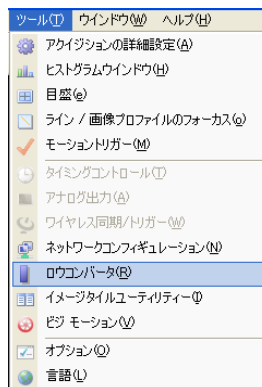 ツール(T) ウインドウ(W) ヘルプ(H)
アクイジションの詳細設定(A)
ヒストグラムウインドウ(H)
目盛(e)
ライン / 画像プロファイルのフォーカス(o)
モーショントリガー(M)
タイミングコントロール(T)
アナログ出力(A)
ワイヤレス同期/トリガー(W)
ネットワークコンフィギュレーション(N)
ロウコンバータ(R)
イメージタイルユーティリティー(I)
ビジ モーション(V)
オプション(O)
言語(L)